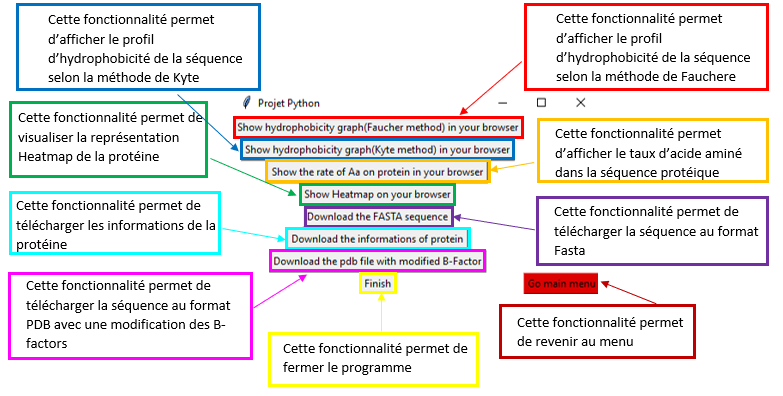 Cette fonctionnalité permet
d’afficher le profil
d’hydrophobicité de la séquence
selon la méthode de Kyte
Cette fonctionnalité permet
d’afficher le profil
d’hydrophobicité de la séquence
selon la méthode de Fauchere
Projet Python
Cette fonctionnalité permet de
visualiser la représentation
Heatmap de la protéine
Show hydrophobicity graph(Faucher method) in your browser
Show hydrophobicity graph(Kyte method) in your browser
Show the rate of Aa on protein in your browser
Show Heatmap on your browser
Download the FASTA sequence
Download the informations of protein
Download the pdb file with modified B-Factor
Finish
Go main menu
Cette fonctionnalité permet
d’afficher le taux d’acide aminé
dans la séquence protéique
Cette fonctionnalité permet de
télécharger les informations de la
protéine
Cette fonctionnalité permet de
télécharger la séquence au format
Fasta
Cette fonctionnalité permet de
télécharger la séquence au format
PDB avec une modification des B-
factors
Cette fonctionnalité permet de
fermer le programme
Cette fonctionnalité permet
de revenir au menu